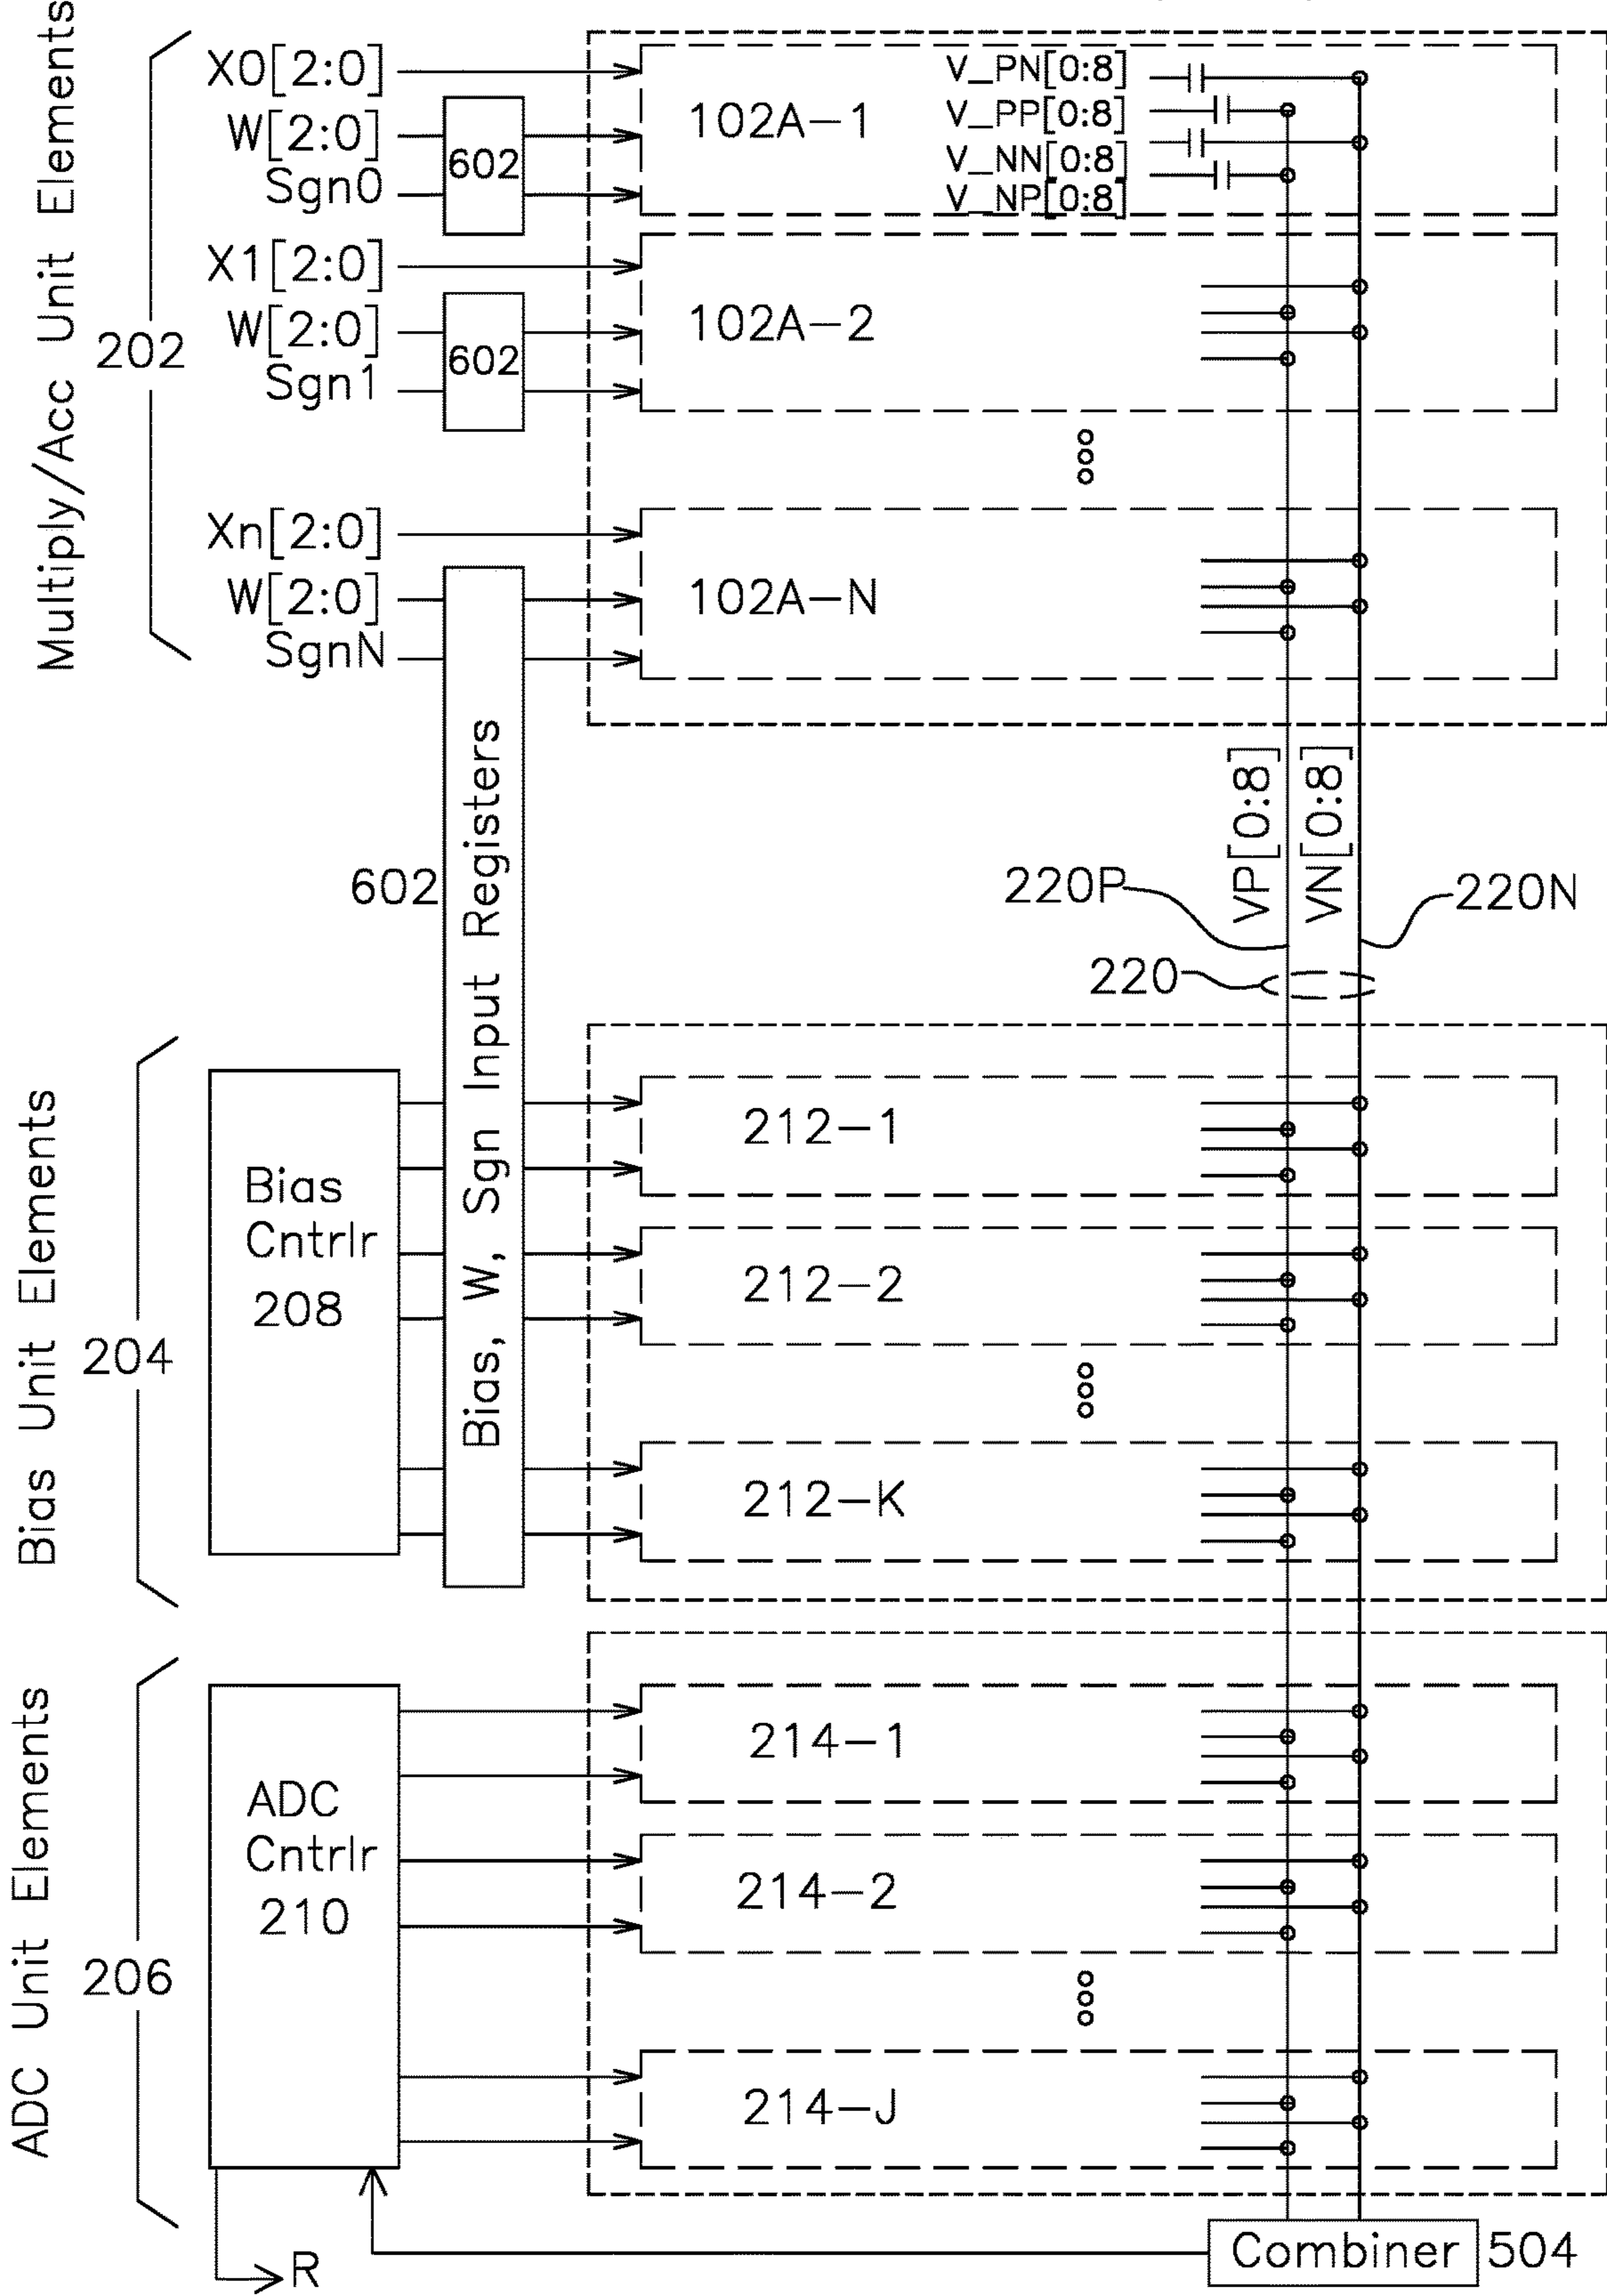 Multiply/Acc Unit Elements
202
X0[2:0]
W[2:0]
Sgn0
602
102A-1
V_PN[0:8]
V_PP[0:8]
V_NN[0:8]
V_NP[0:8]
X1[2:0]
W[2:0]
Sgn1
602
102A-2
Xn[2:0]
W[2:0]
SgnN
102A-N
602
Bias, W, Sgn Input Registers
220P
VP[0:8]
VN[0:8]
220N
220
Bias Unit Elements
204
Bias
Cntrlr
208
212-1
212-2
212-K
ADC Unit Elements
206
ADC
Cntrlr
210
214-1
214-2
214-J
R
Combiner
504